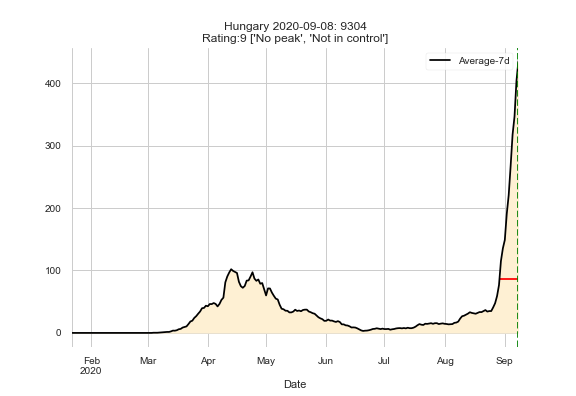 Hungary 2020-09-08: 9304
Rating:9 ['No peak', 'Not in control']
Average-7d
400
300
200
100
0
Feb Mar Apr May Jun Jul Aug Sep
2020
Date